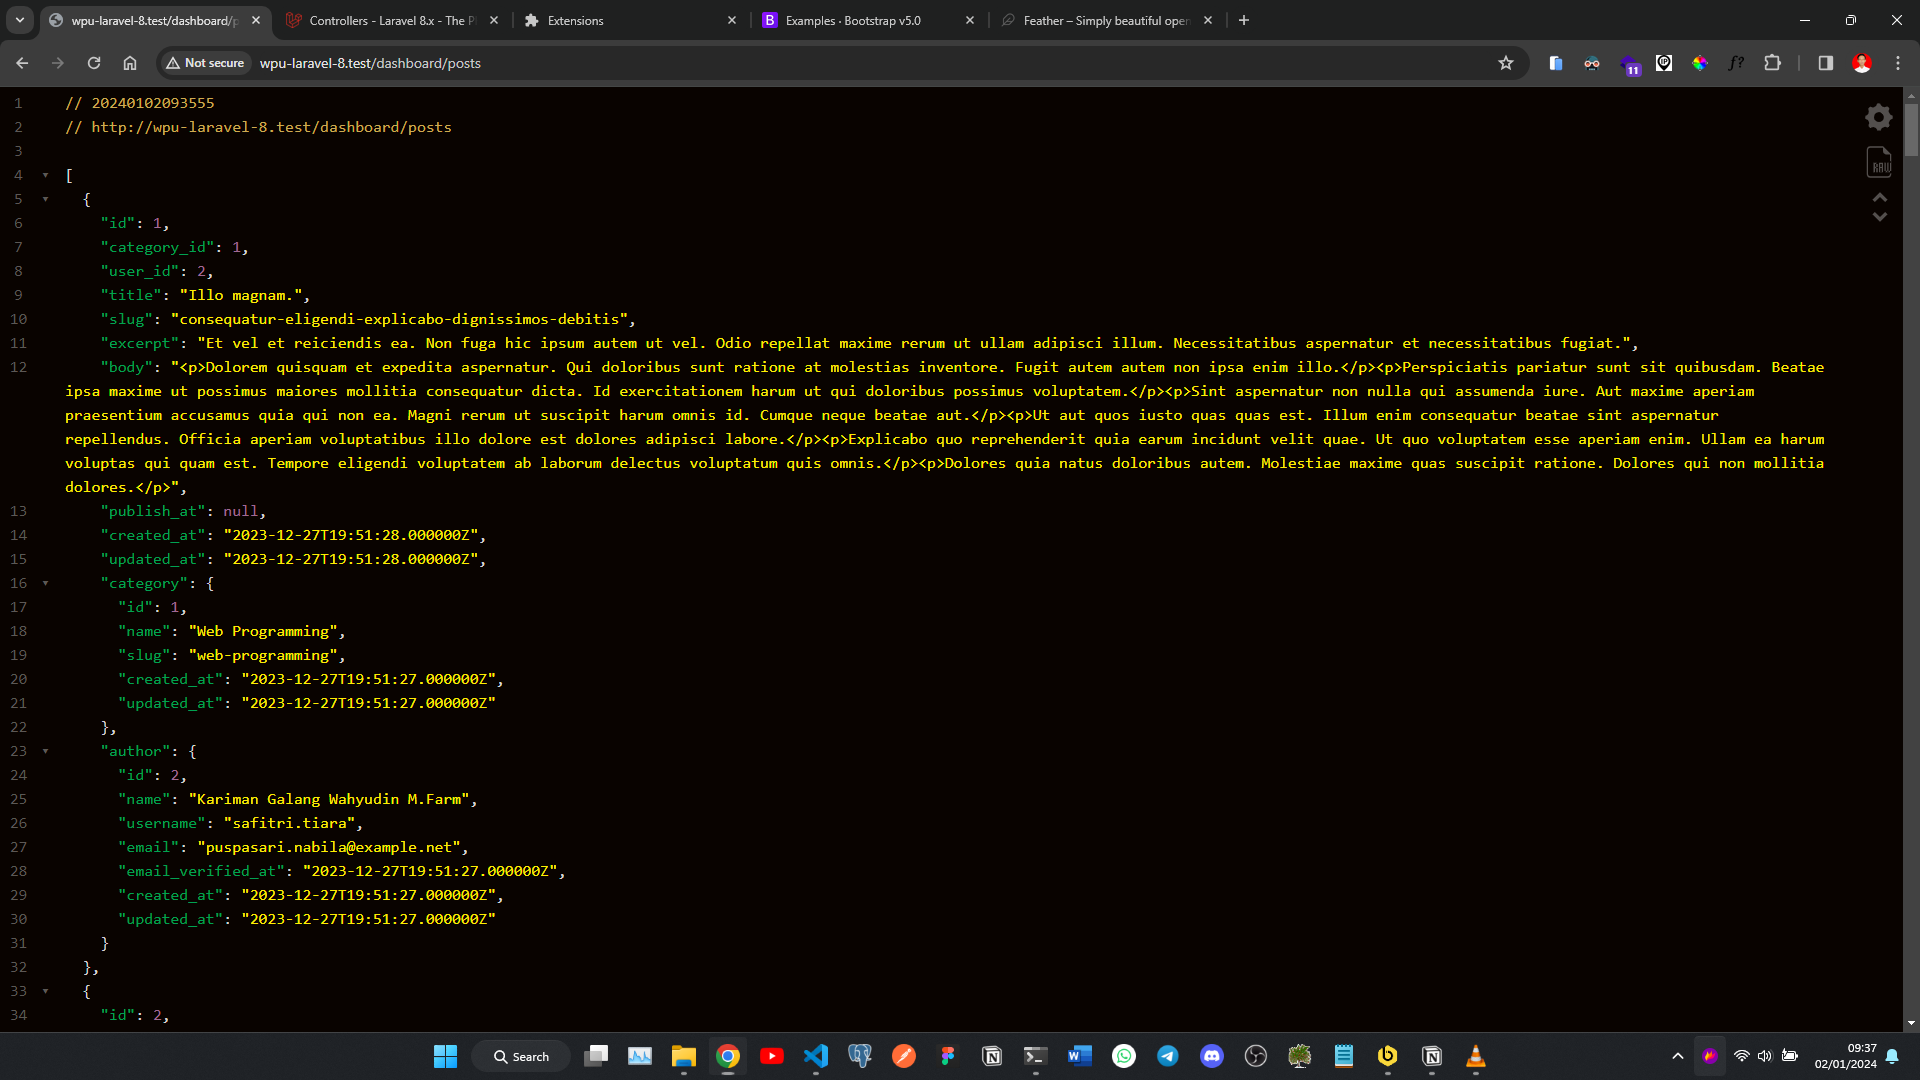 wpu-laravel-8.test/dashboard/p
Controllers - Laravel 8.x - The P
Extensions
Examples · Bootstrap v5.0
Feather – Simply beautiful open
Not secure
wpu-laravel-8.test/dashboard/posts
11
f?
1 // 20240102093555
2 // http://wpu-laravel-8.test/dashboard/posts
3
4 [
5 {
6 "id": 1,
7 "category_id": 1,
8 "user_id": 2,
9 "title": "Illo magnam.",
10 "slug": "consequatur-eligendi-explicabo-dignissimos-debitis",
11 "excerpt": "Et vel et reiciendis ea. Non fuga hic ipsum autem ut vel. Odio repellat maxime rerum ut ullam adipisci illum. Necessitatibus aspernatur et necessitatibus fugiat.",
12 "body": "<p>Dolorem quisquam et expedita aspernatur. Qui doloribus sunt ratione at molestias inventore. Fugit autem autem non ipsa enim illo.</p><p>Perspiciatis pariatur sunt sit quibusdam. Beatae
ipsa maxime ut possimus maiores mollitia consequatur dicta. Id exercitationem harum ut qui doloribus possimus voluptatem.</p><p>Sint aspernatur non nulla qui assumenda iure. Aut maxime aperiam
praesentium accusamus quia qui non ea. Magni rerum ut suscipit harum omnis id. Cumque neque beatae aut.</p><p>Ut aut quos iusto quas quas est. Illum enim consequatur beatae sint aspernatur
repellendus. Officia aperiam voluptatibus illo dolore est dolores adipisci labore.</p><p>Explicabo quo reprehenderit quia earum incidunt velit quae. Ut quo voluptatem esse aperiam enim. Ullam ea harum
voluptas qui quam est. Tempore eligendi voluptatem ab laborum delectus voluptatum quis omnis.</p><p>Dolores quia natus doloribus autem. Molestiae maxime quas suscipit ratione. Dolores qui non mollitia
dolores.</p>",
13 "publish_at": null,
14 "created_at": "2023-12-27T19:51:28.000000Z",
15 "updated_at": "2023-12-27T19:51:28.000000Z",
16 "category": {
17 "id": 1,
18 "name": "Web Programming",
19 "slug": "web-programming",
20 "created_at": "2023-12-27T19:51:27.000000Z",
21 "updated_at": "2023-12-27T19:51:27.000000Z"
22 },
23 "author": {
24 "id": 2,
25 "name": "Kariman Galang Wahyudin M.Farm",
26 "username": "safitri.tiara",
27 "email": "puspasari.nabila@example.net",
28 "email_verified_at": "2023-12-27T19:51:27.000000Z",
29 "created_at": "2023-12-27T19:51:27.000000Z",
30 "updated_at": "2023-12-27T19:51:27.000000Z"
31 }
32 },
33 {
34 "id": 2,
RAW
Search
09:37
02/01/2024